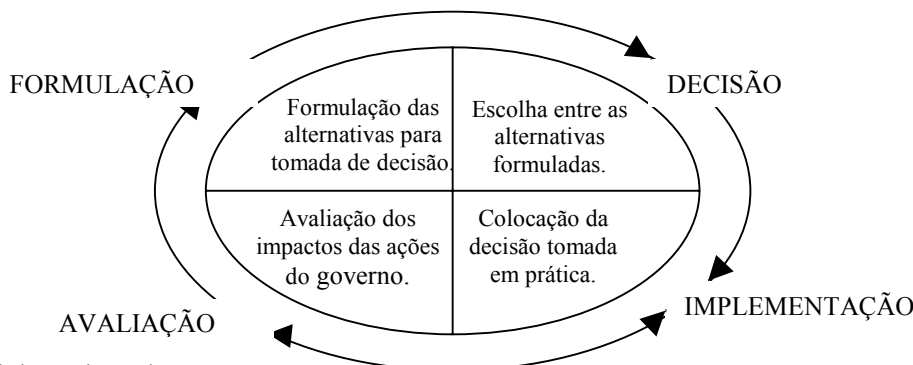 FORMULAÇÃO
DECISÃO
Formulação das
alternativas para
tomada de decisão.
Escolha entre as
alternativas
formuladas.
Avaliação dos
impactos das ações
do governo.
Colocação da
decisão tomada
em prática.
AVALIAÇÃO
IMPLEMENTAÇÃO